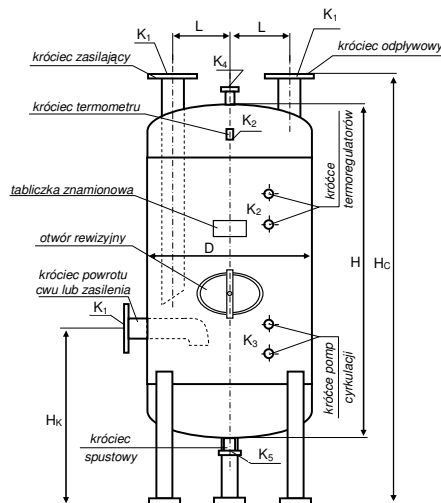 L
L
K1
K1
króciec zasilający
K4
króciec odpływowy
króciec termometru
K2
tabliczka znamionowa
K2
króćce
termoregulatorów
otwór rewizyjny
D
H
HC
króciec powrotu
cwu lub zasilenia
K1
K3
króćce pomp
cyrkulacji
HK
króciec
spustowy
K5